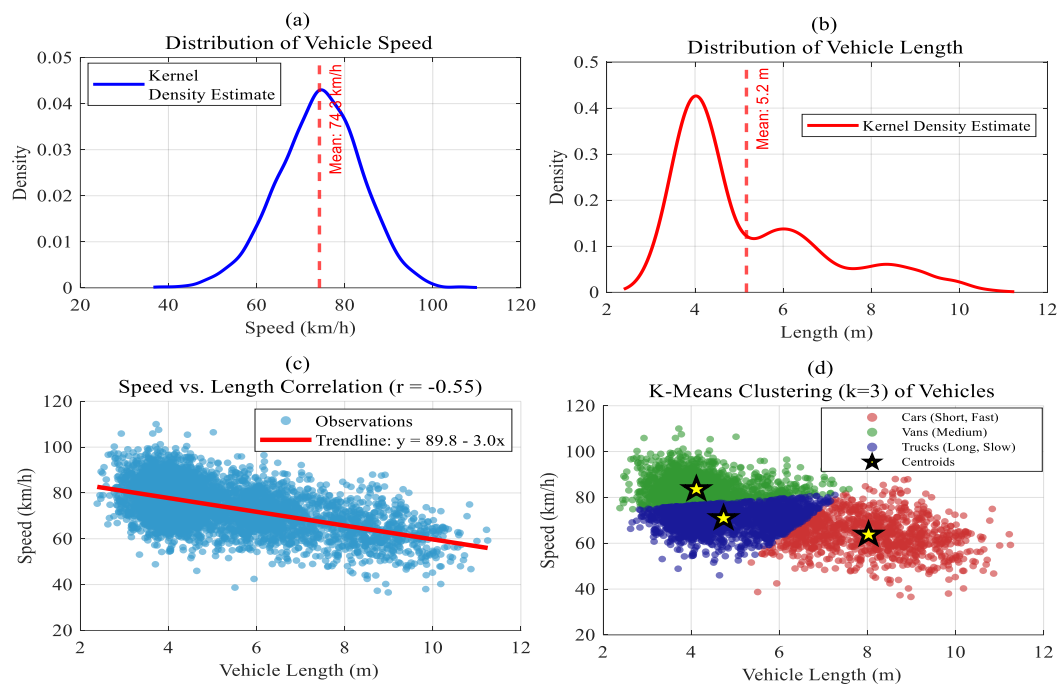 (a)
Distribution of Vehicle Speed
0.05
0.04
0.03
0.02
0.01
0
Density
Kernel
Density Estimate
Mean: 74.3 km/h
20
40
60
80
100
120
Speed (km/h)
(b)
Distribution of Vehicle Length
0.5
0.4
0.3
0.2
0.1
0
Density
Mean: 5.2 m
Kernel Density Estimate
2
4
6
8
10
12
Length (m)
(c)
Speed vs. Length Correlation (r = -0.55)
120
100
80
60
40
20
Speed (km/h)
Observations
Trendline: y = 89.8 - 3.0x
2
4
6
8
10
12
Vehicle Length (m)
(d)
K-Means Clustering (k=3) of Vehicles
120
100
80
60
40
20
Speed (km/h)
Cars (Short, Fast)
Vans (Medium)
Trucks (Long, Slow)
Centroids
2
4
6
8
10
12
Vehicle Length (m)